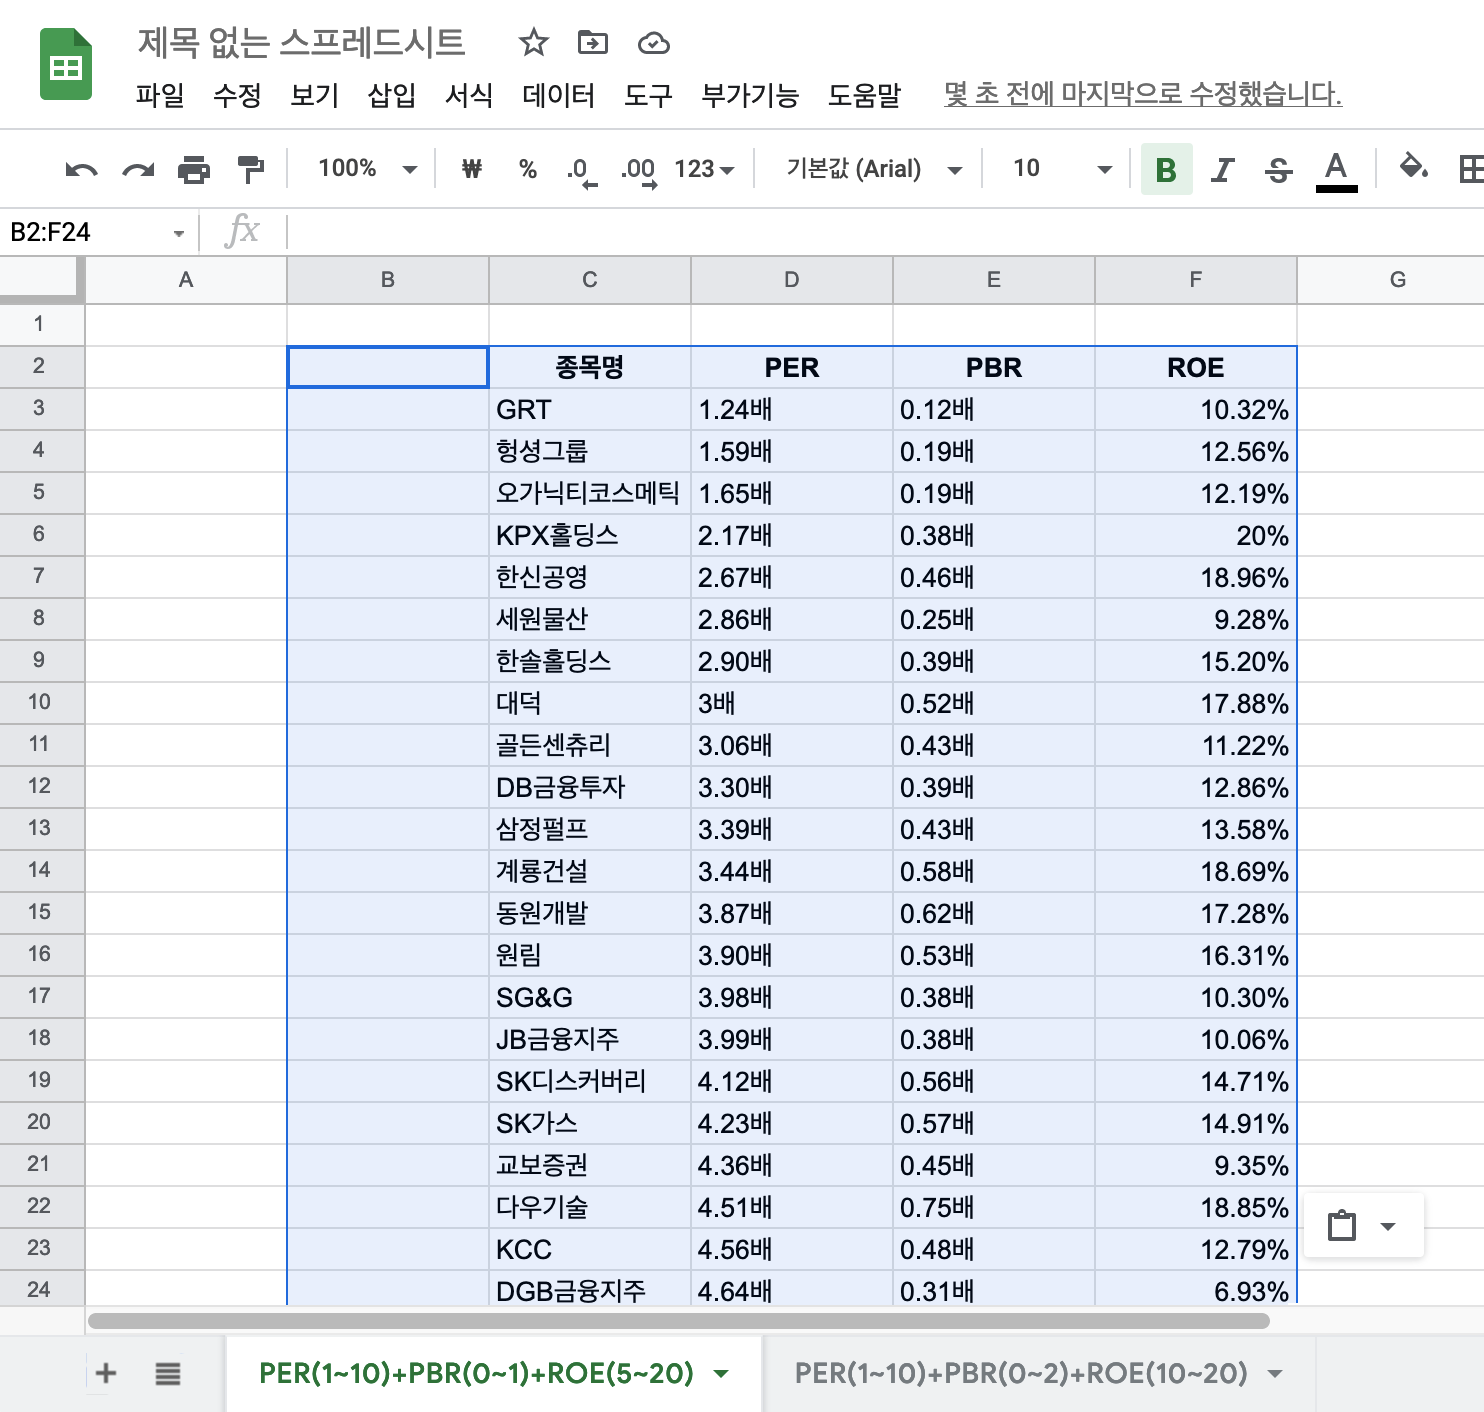 제목 없는 스프레드시트
파일 수정 보기 삽입 서식 데이터 도구 부가기능 도움말 몇 초 전에 마지막으로 수정했습니다.
100% ₩ % .0 .00 123 기본값 (Arial) 10 B I S A
B2:F24 fx
A B C D E F G
1
2 종목명 PER PBR ROE
3 GRT 1.24배 0.12배 10.32%
4 헝셩그룹 1.59배 0.19배 12.56%
5 오가닉티코스메틱 1.65배 0.19배 12.19%
6 KPX홀딩스 2.17배 0.38배 20%
7 한신공영 2.67배 0.46배 18.96%
8 세원물산 2.86배 0.25배 9.28%
9 한솔홀딩스 2.90배 0.39배 15.20%
10 대덕 3배 0.52배 17.88%
11 골든센츄리 3.06배 0.43배 11.22%
12 DB금융투자 3.30배 0.39배 12.86%
13 삼정펄프 3.39배 0.43배 13.58%
14 계룡건설 3.44배 0.58배 18.69%
15 동원개발 3.87배 0.62배 17.28%
16 원림 3.90배 0.53배 16.31%
17 SG&G 3.98배 0.38배 10.30%
18 JB금융지주 3.99배 0.38배 10.06%
19 SK디스커버리 4.12배 0.56배 14.71%
20 SK가스 4.23배 0.57배 14.91%
21 교보증권 4.36배 0.45배 9.35%
22 다우기술 4.51배 0.75배 18.85%
23 KCC 4.56배 0.48배 12.79%
24 DGB금융지주 4.64배 0.31배 6.93%
PER(1~10)+PBR(0~1)+ROE(5~20) PER(1~10)+PBR(0~2)+ROE(10~20)